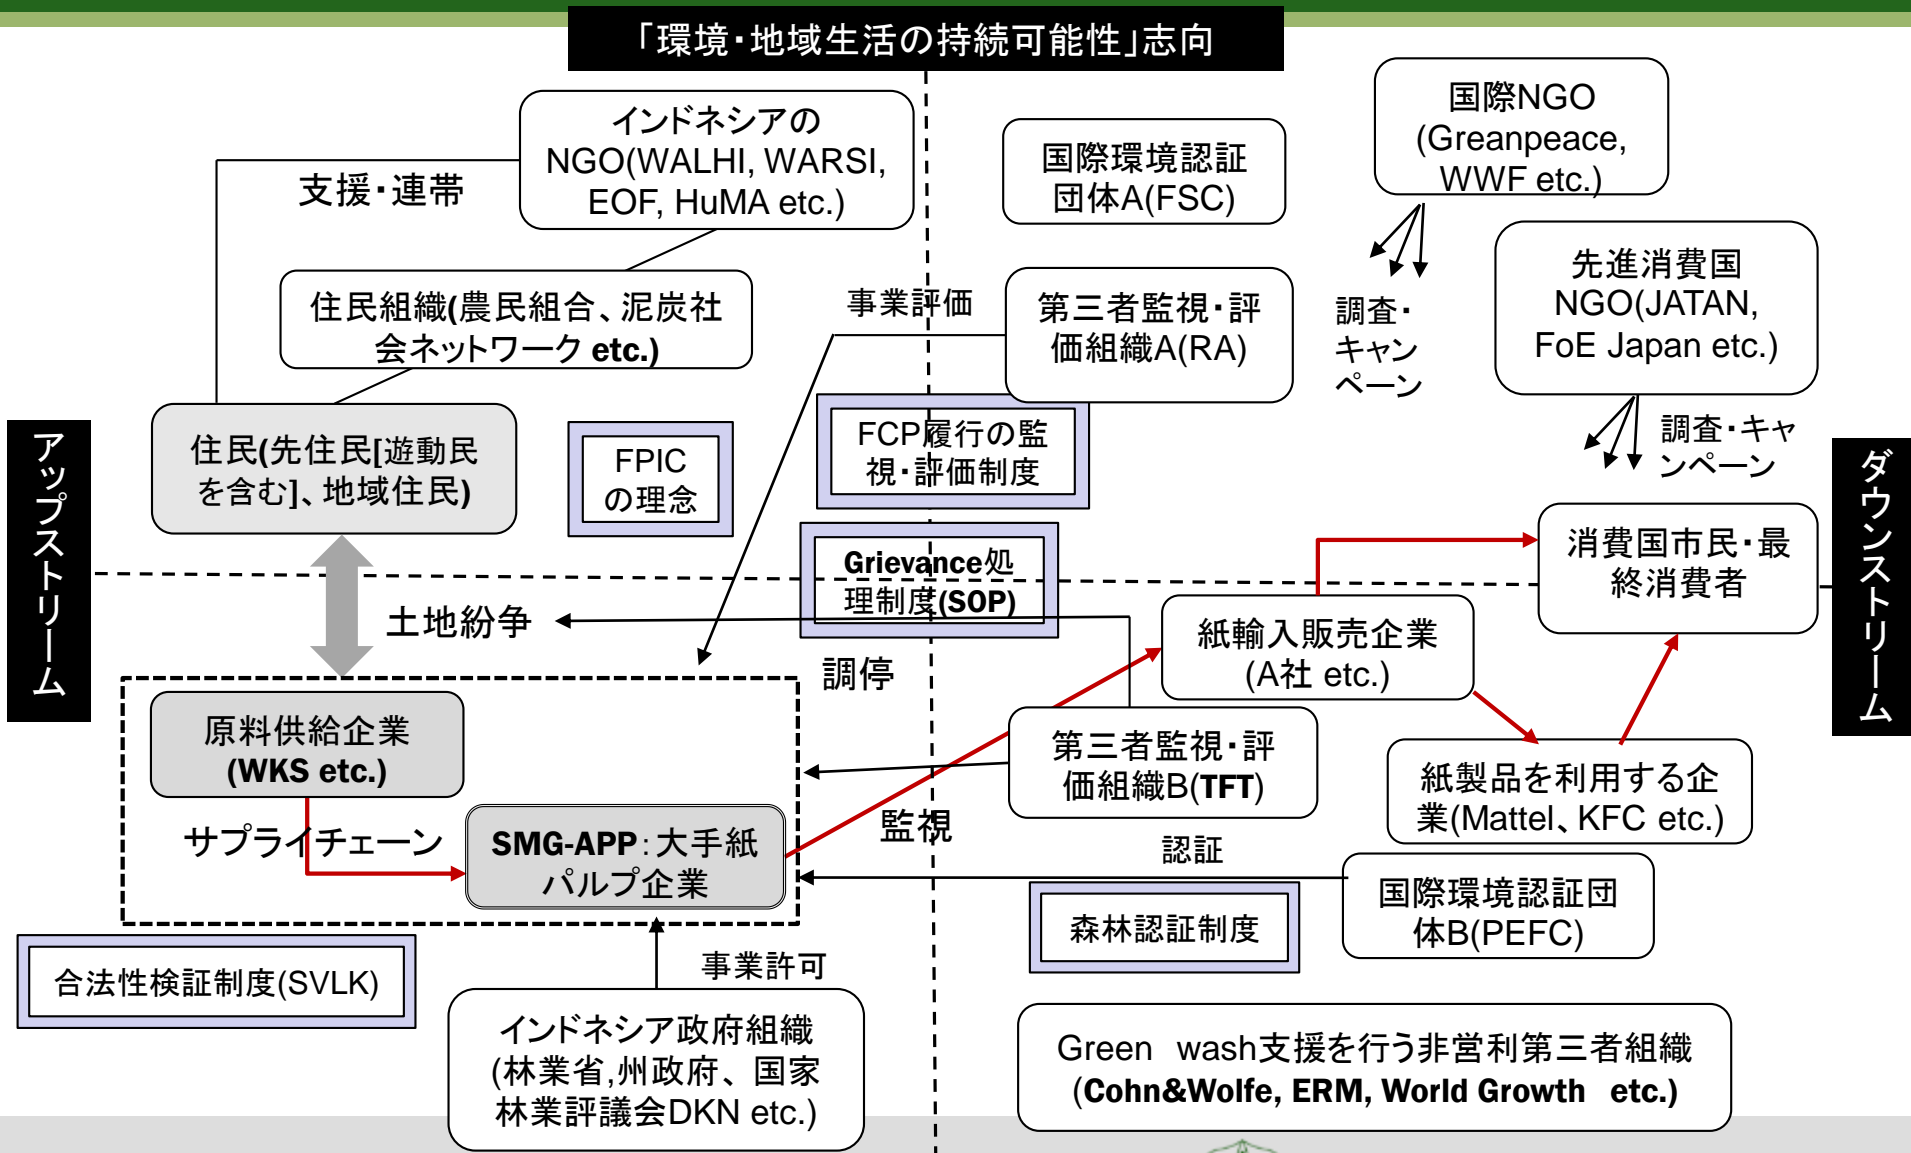 「環境・地域生活の持続可能性」志向
インドネシアの
NGO(WALHI, WARSI,
EOF, HuMA etc.)
国際環境認証
団体A(FSC)
国際NGO
(Greanpeace,
WWF etc.)
支援・連帯
住民組織(農民組合、泥炭社
会ネットワーク etc.)
事業評価
第三者監視・評
価組織A(RA)
調査・
キャン
ペーン
先進消費国
NGO(JATAN,
FoE Japan etc.)
アップストリーム
住民(先住民[遊動民
を含む]、地域住民)
FPIC
の理念
FCP履行の監
視・評価制度
調査・キャ
ンペーン
ダウンストリーム
Grievance処
理制度(SOP)
消費国市民・最
終消費者
土地紛争
調停
紙輸入販売企業
(A社 etc.)
原料供給企業
(WKS etc.)
第三者監視・評
価組織B(TFT)
紙製品を利用する企
業(Mattel、KFC etc.)
サプライチェーン
SMG-APP：大手紙
パルプ企業
監視
認証
国際環境認証団
体B(PEFC)
森林認証制度
合法性検証制度(SVLK)
事業許可
インドネシア政府組織
(林業省,州政府、国家
林業評議会DKN etc.)
Green　wash支援を行う非営利第三者組織
(Cohn&Wolfe, ERM, World Growth　etc.)